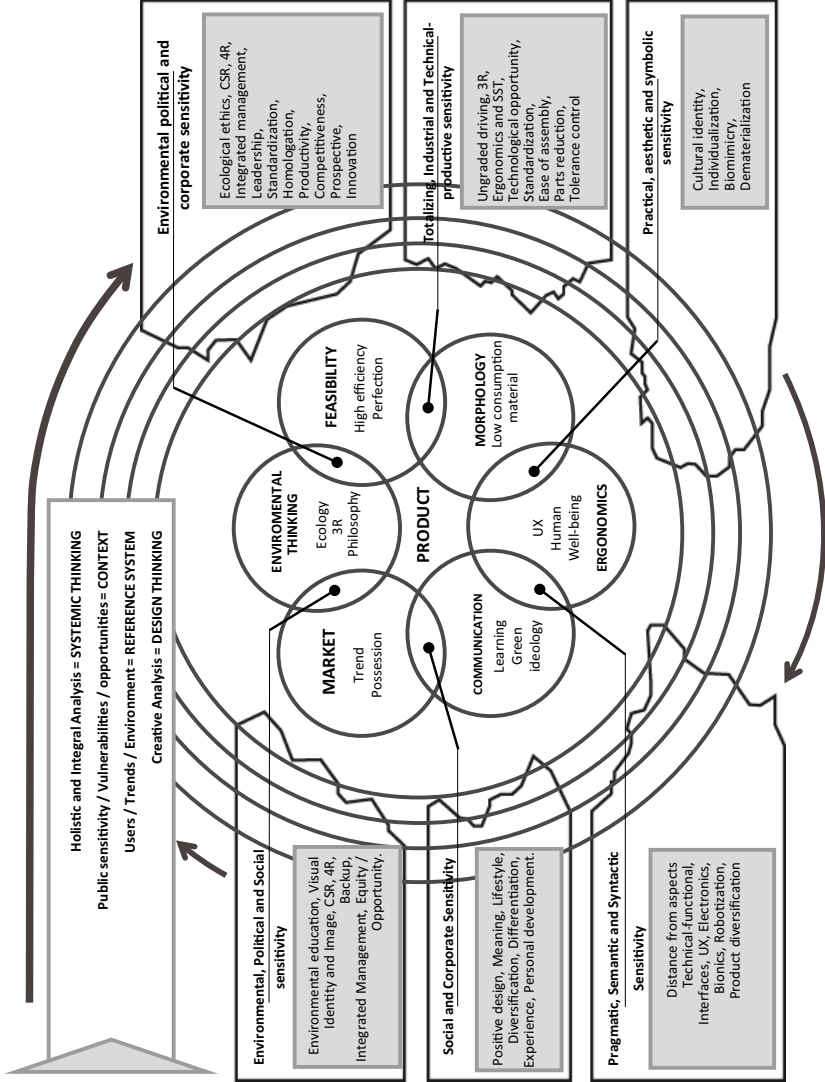 Holistic and Integral Analysis = SYSTEMIC THINKING
Public sensitivity / Vulnerabilities / opportunities = CONTEXT
Users / Trends / Environment = REFERENCE SYSTEM
Creative Analysis = DESIGN THINKING
Environmental, Political and Social
sensitivity
Environmental education, Visual
Identity and Image, CSR, 4R,
Backup,
Integrated Management, Equity /
Opportunity.
Environmental political and
corporate sensitivity
Ecological ethics, CSR, 4R,
Integrated management,
Leadership,
Standardization,
Homologation,
Productivity,
Competitiveness,
Prospective,
Innovation
ENVIROMENTAL
THINKING
Ecology
3R
Philosophy
MARKET
Trend
Possession
FEASIBILITY
High efficiency
Perfection
PRODUCT
Social and Corporate Sensitivity
Positive design, Meaning, Lifestyle,
Diversification, Differentiation,
Experience, Personal development.
Totalizing, Industrial and Technical-
productive sensitivity
Ungraded driving, 3R,
Ergonomics and SST,
Technological opportunity,
Standardization,
Ease of assembly,
Parts reduction,
Tolerance control
COMMUNICATION
Learning
Green
ideology
MORPHOLOGY
Low consumption
material
UX
Human
Well-being
ERGONOMICS
Pragmatic, Semantic and Syntactic
Sensitivity
Distance from aspects
Technical-functional,
Interfaces, UX, Electronics,
Bionics, Robotization,
Product diversification
Practical, aesthetic and symbolic
sensitivity
Cultural identity,
Individualization,
Biomimicry,
Dematerialization